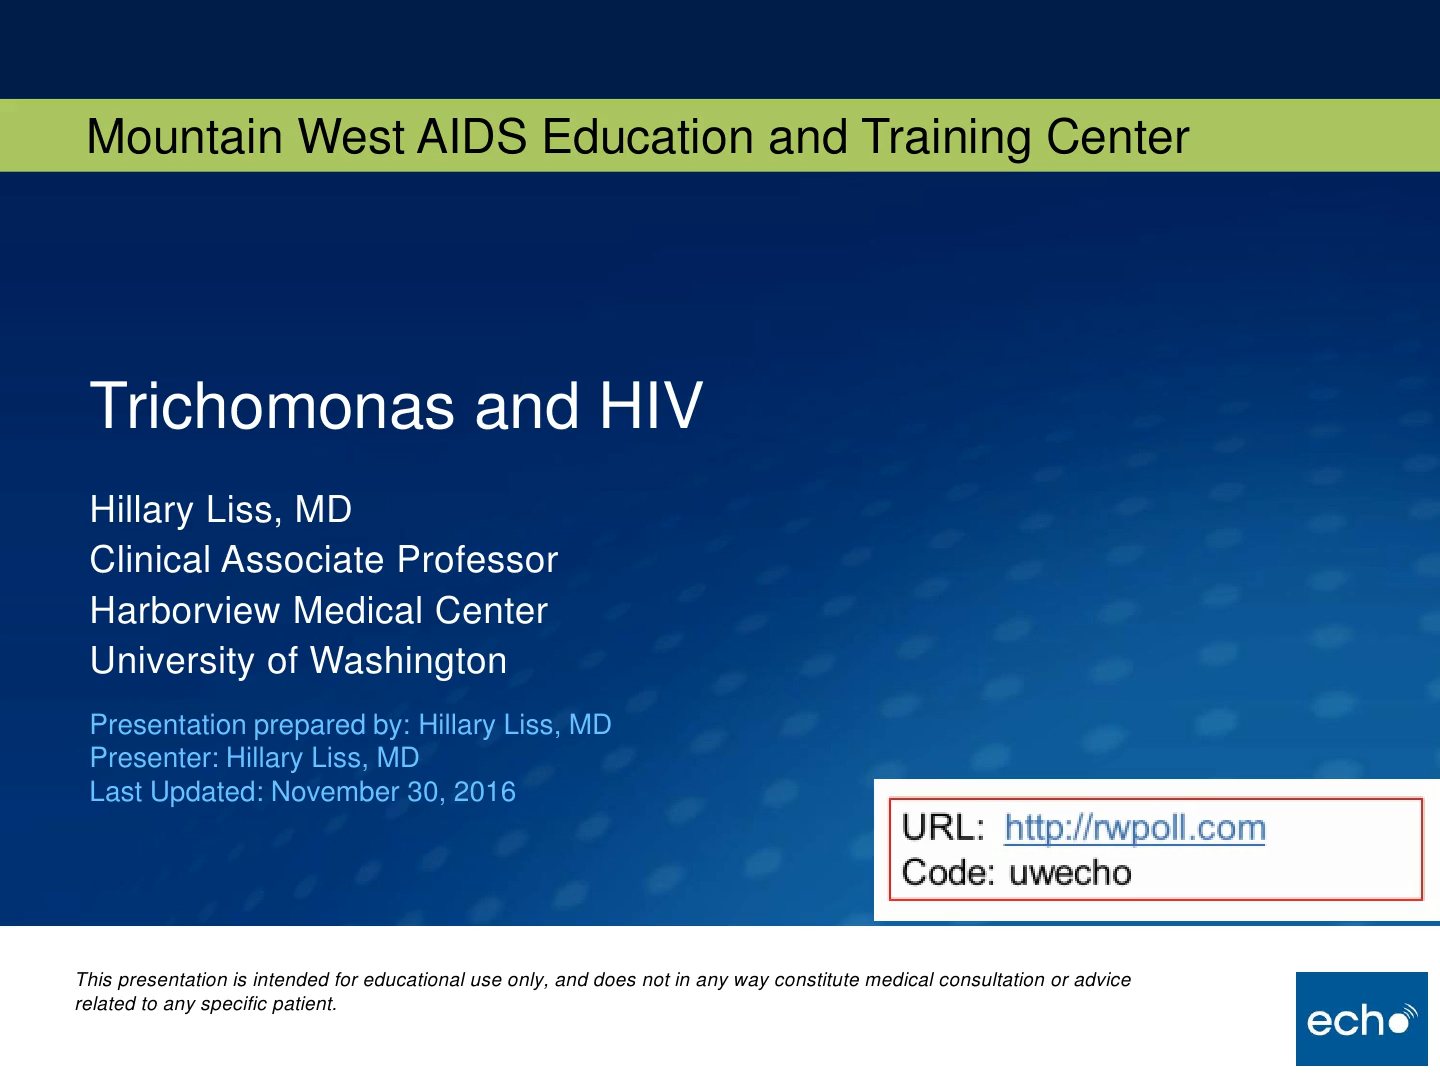 Mountain West AIDS Education and Training Center
Trichomonas and HIV
Hillary Liss, MD
Clinical Associate Professor
Harborview Medical Center
University of Washington
Presentation prepared by: Hillary Liss, MD
Presenter: Hillary Liss, MD
Last Updated: November 30, 2016
URL: http://rwpoll.com
Code: uwecho
This presentation is intended for educational use only, and does not in any way constitute medical consultation or advice
related to any specific patient.
echo